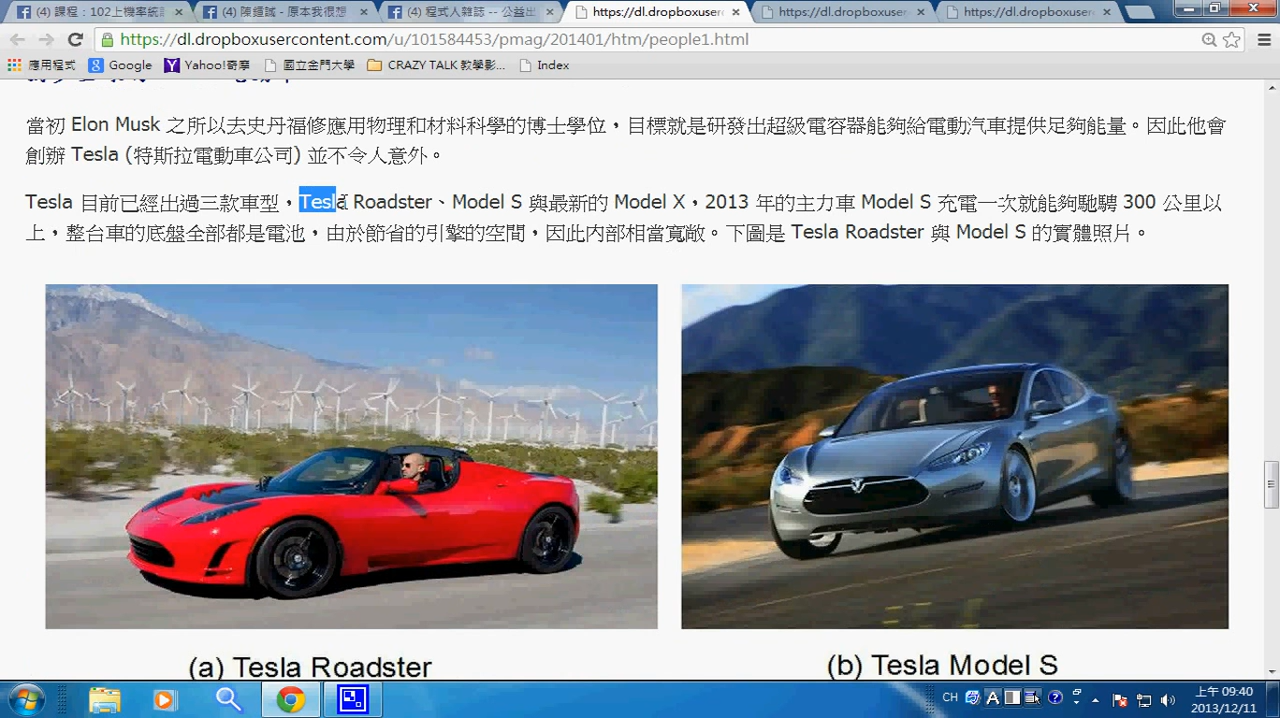 (4) 課程：102上機率統計
(4) 陳鍾誠 - 原本我很想
(4) 程式人雜誌 -- 公益出
https://dl.dropboxuser
https://dl.dropboxuser
https://dl.dropboxuser
https://dl.dropboxusercontent.com/u/101584453/pmag/201401/htm/people1.html
應用程式 Google Yahoo!奇摩 國立金門大學 CRAZY TALK 教學影... Index
當初 Elon Musk 之所以去史丹福修應用物理和材料科學的博士學位，目標就是研發出超級電容器能夠給電動汽車提供足夠能量。因此他會
創辦 Tesla (特斯拉電動車公司) 並不令人意外。
Tesla 目前已經出過三款車型，Tesla Roadster、Model S 與最新的 Model X，2013 年的主力車 Model S 充電一次就能夠馳騁 300 公里以
上，整台車的底盤全部都是電池，由於節省的引擎的空間，因此內部相當寬敞。下圖是 Tesla Roadster 與 Model S 的實體照片。
(a) Tesla Roadster
(b) Tesla Model S
CH
A
上午 09:40
2013/12/11